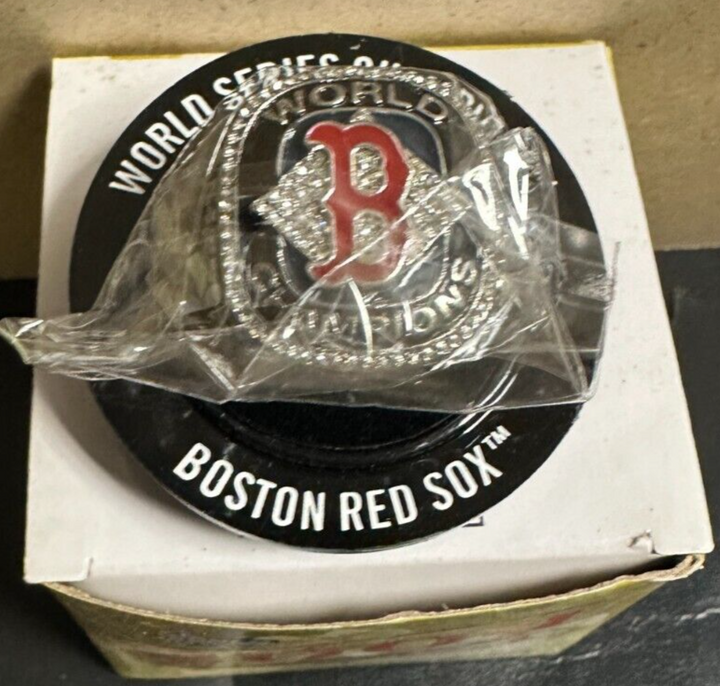 WORLD SERIES
WORLD
B
CHAMPIONS
BOSTON RED SOX™